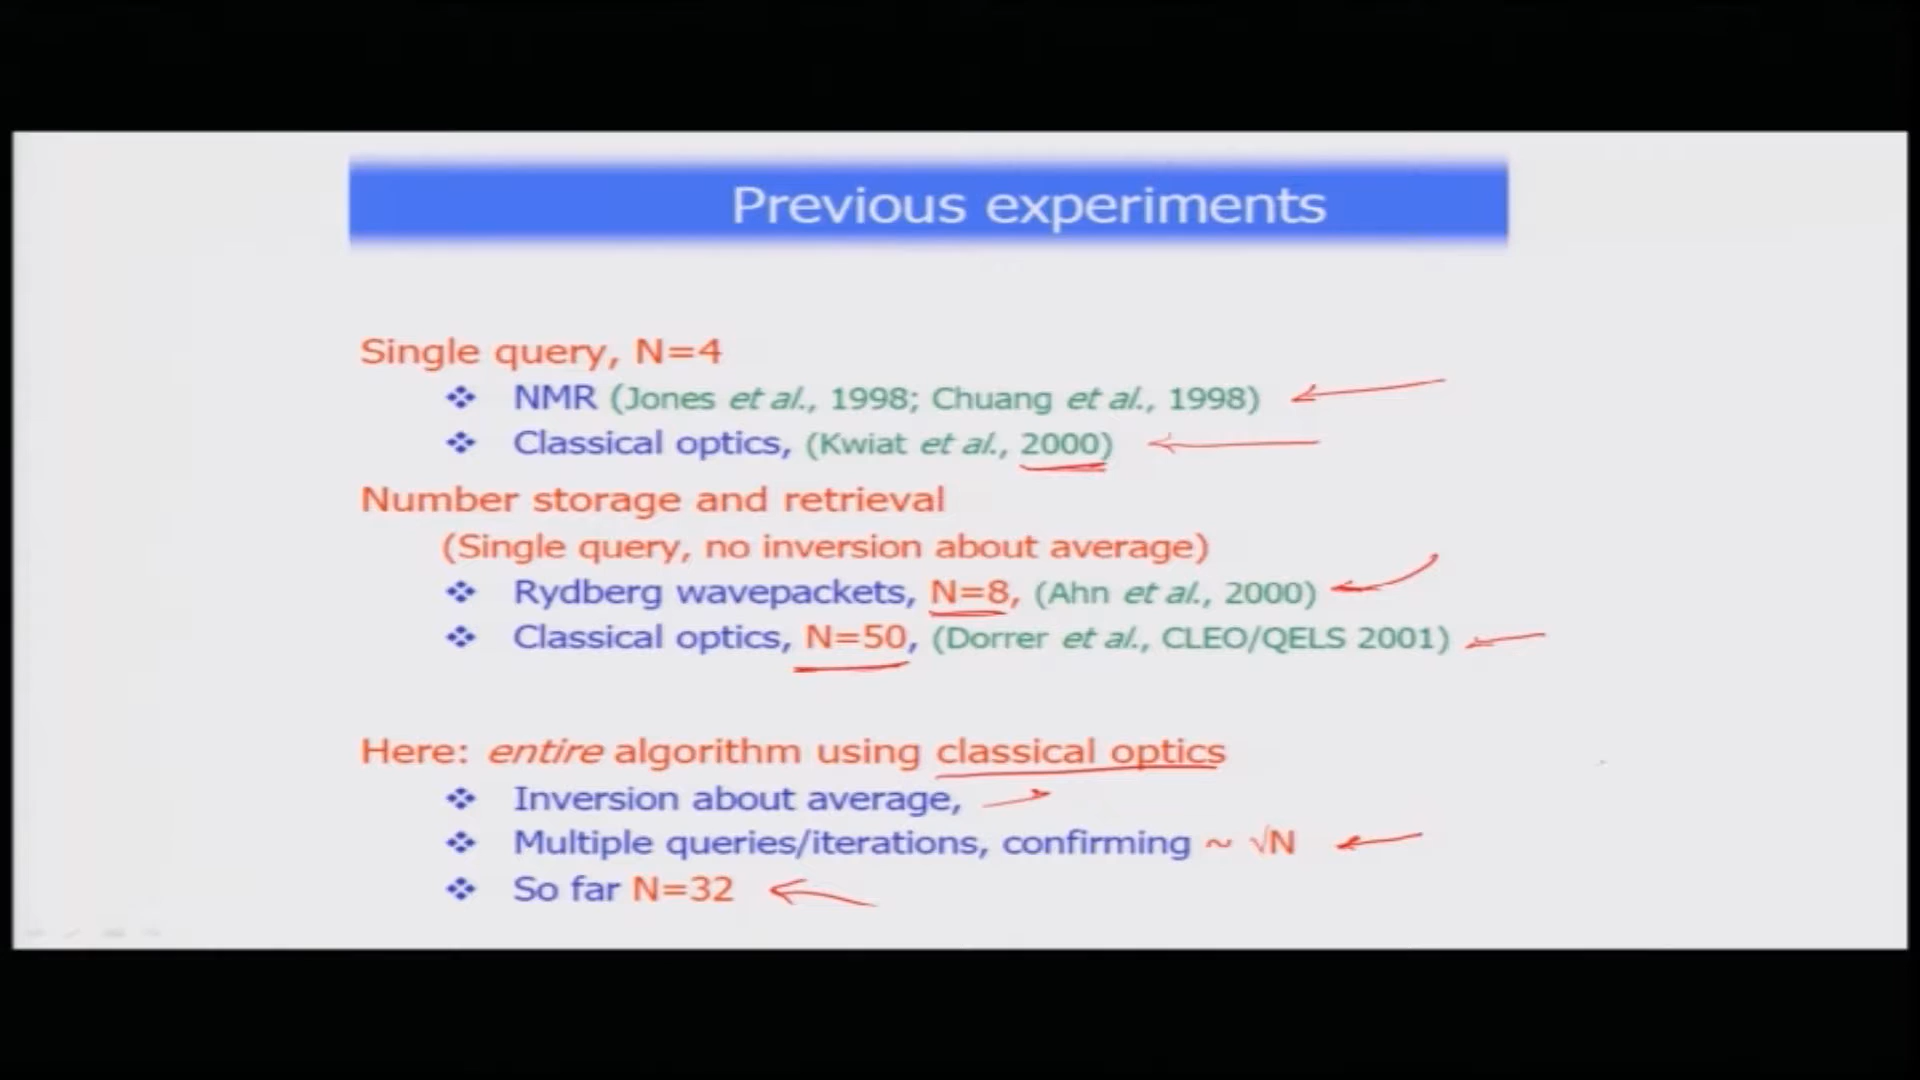 Previous experiments
Single query, N=4
❖ NMR (Jones et al., 1998; Chuang et al., 1998)
❖ Classical optics, (Kwiat et al., 2000)
Number storage and retrieval
(Single query, no inversion about average)
❖ Rydberg wavepackets, N=8, (Ahn et al., 2000)
❖ Classical optics, N=50, (Dorrer et al., CLEO/QELS 2001)
Here: entire algorithm using classical optics
❖ Inversion about average,
❖ Multiple queries/iterations, confirming ~ √N
❖ So far N=32